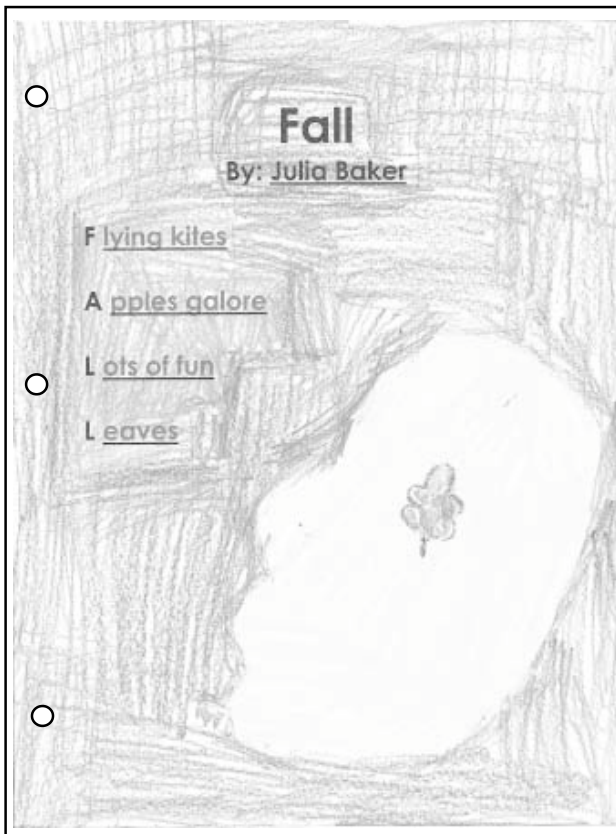 Fall
By: Julia Baker
F lying kites
A pples galore
L ots of fun
L eaves